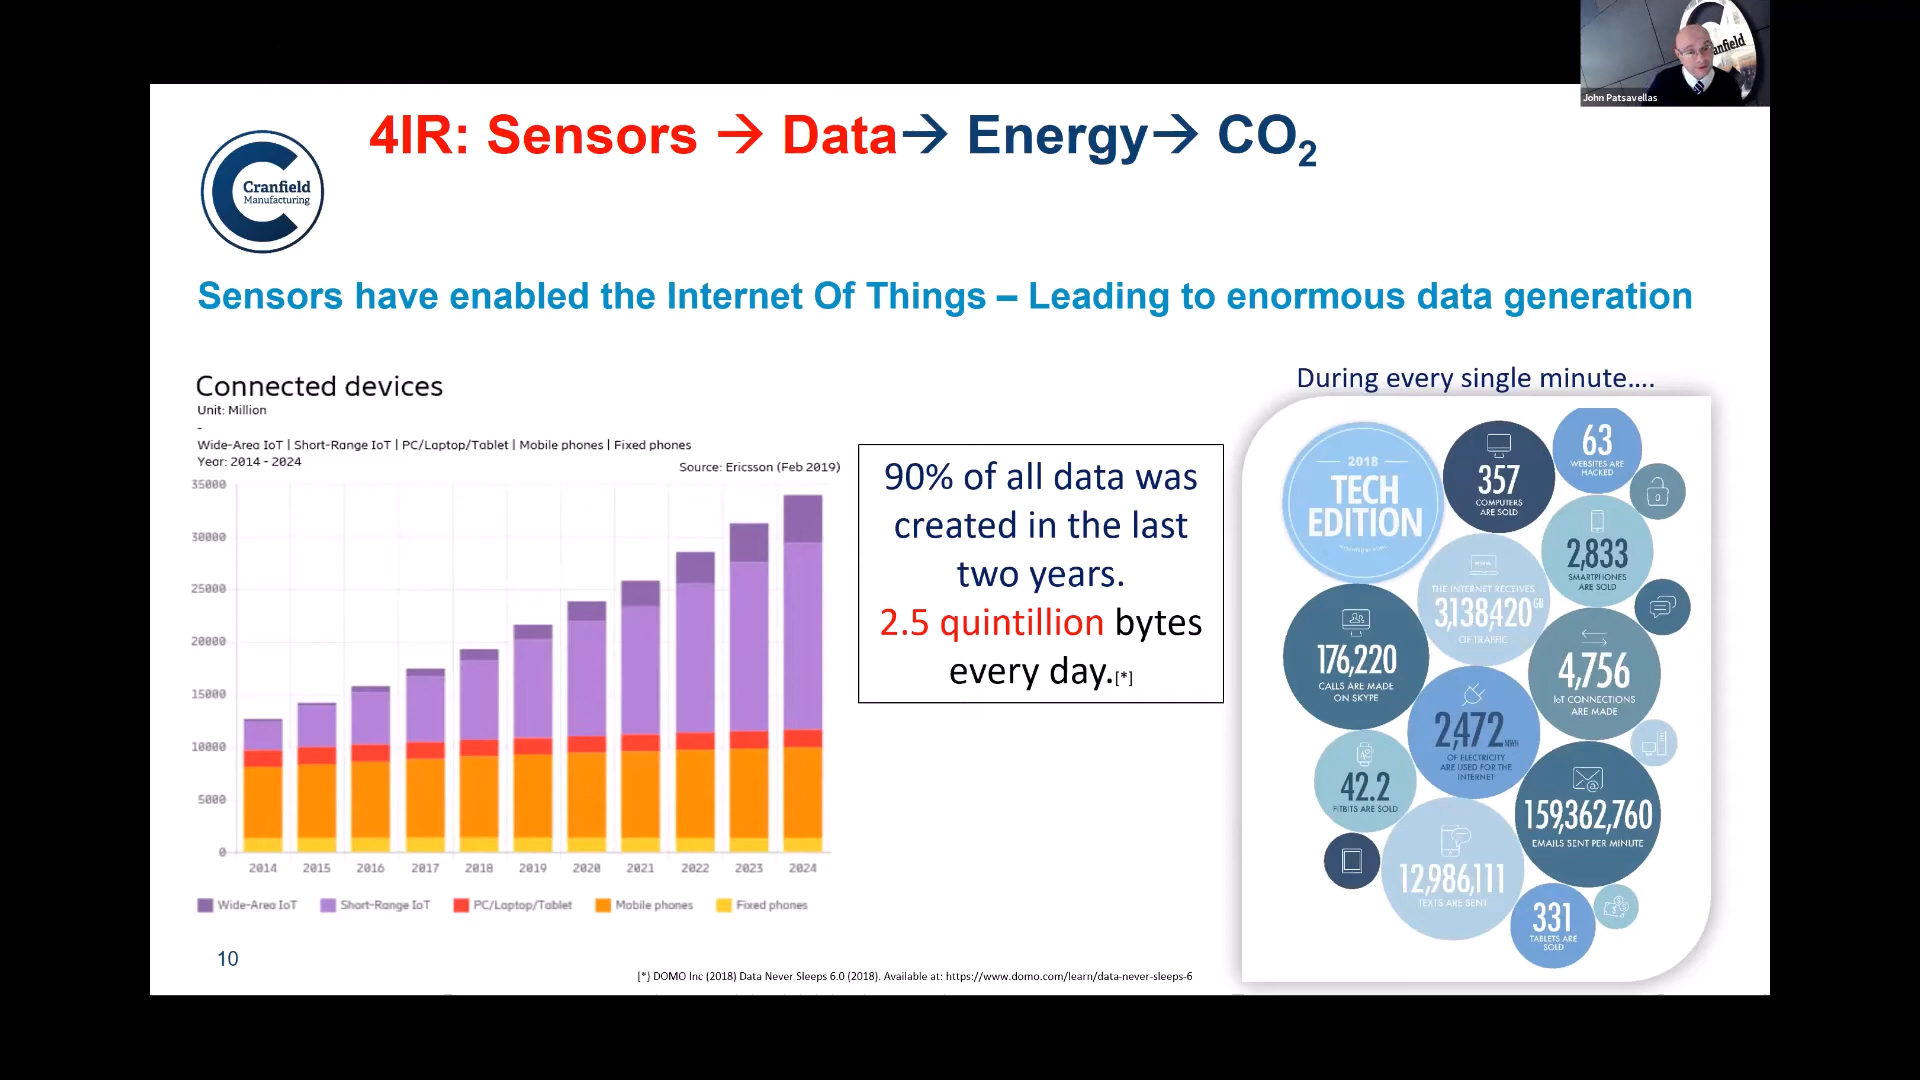 anfield
John Patsavellas
4IR: Sensors → Data→ Energy→ CO2
Cranfield
Manufacturing
Sensors have enabled the Internet Of Things – Leading to enormous data generation
Connected devices
Unit: Million
-
Wide-Area IoT | Short-Range IoT | PC/Laptop/Tablet | Mobile phones | Fixed phones
Year: 2014 - 2024
Source: Ericsson (Feb 2019)
35000
30000
25000
20000
15000
10000
5000
0
2014 2015 2016 2017 2018 2019 2020 2021 2022 2023 2024
Wide-Area IoT Short-Range IoT PC/Laptop/Tablet Mobile phones Fixed phones
90% of all data was
created in the last
two years.
2.5 quintillion bytes
every day.[*]
During every single minute….
2018
TECH
EDITION
357
COMPUTERS
ARE SOLD
63
WEBSITES ARE
HACKED
2,833
SMARTPHONES
ARE SOLD
THE INTERNET RECEIVES
3,138,420 GB
OF TRAFFIC
176,220
CALLS ARE MADE
ON SKYPE
4,756
IoT CONNECTIONS
ARE MADE
2,472 MWH
OF ELECTRICITY
ARE USED FOR THE
INTERNET
42.2
FITBITS ARE SOLD
159,362,760
EMAILS SENT PER MINUTE
12,986,111
TEXTS ARE SENT
331
TABLETS ARE
SOLD
10
[*} DOMO Inc (2018) Data Never Sleeps 6.0 (2018). Available at: https://www.domo.com/learn/data-never-sleeps-6